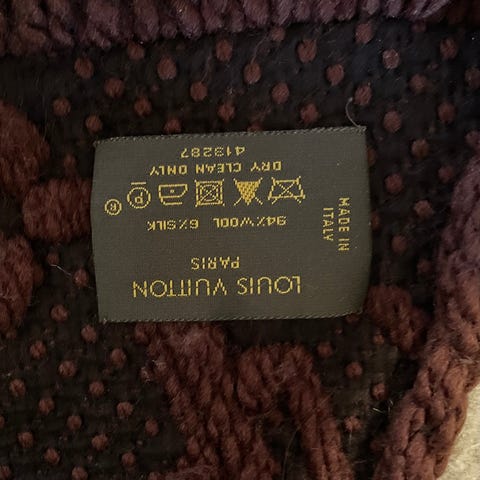 LOUIS VUITTON
PARIS
94%WOOL 6%SILK
P
®
DRY CLEAN ONLY
413287
MADE IN
ITALY